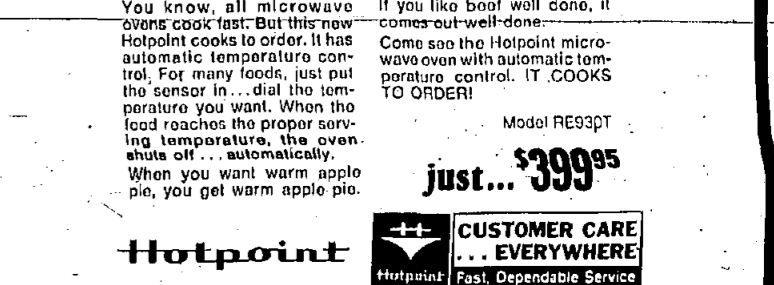 You know, all microwave
ovens cook fast. But this new
Hotpoint cooks to order. It has
automatic temperature con-
trol. For many foods, just put
the sensor in...dial the tem-
perature you want. When the
food reaches the proper serv-
ing temperature, the oven
shuts off ... automatically.
When you want warm apple
pie, you get warm apple pie.
If you like beef well done, it
comes out well-done.
Come see the Hotpoint micro-
wave oven with automatic tem-
perature control. IT COOKS
TO ORDER!
Model RE930T
just... $399 95
Hotpoint
Hotpoint
CUSTOMER CARE
... EVERYWHERE
Fast, Dependable Service